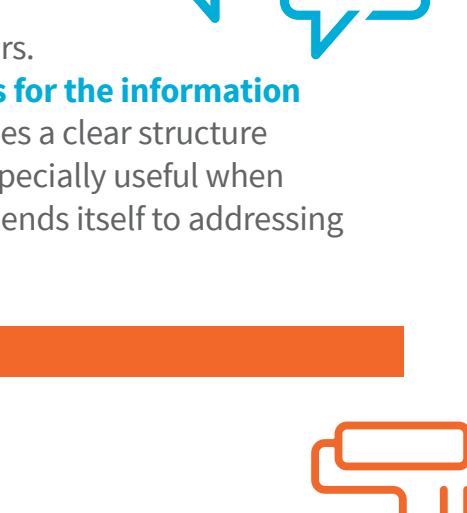 rs.
s for the information
es a clear structure
pecially useful when
ends itself to addressing